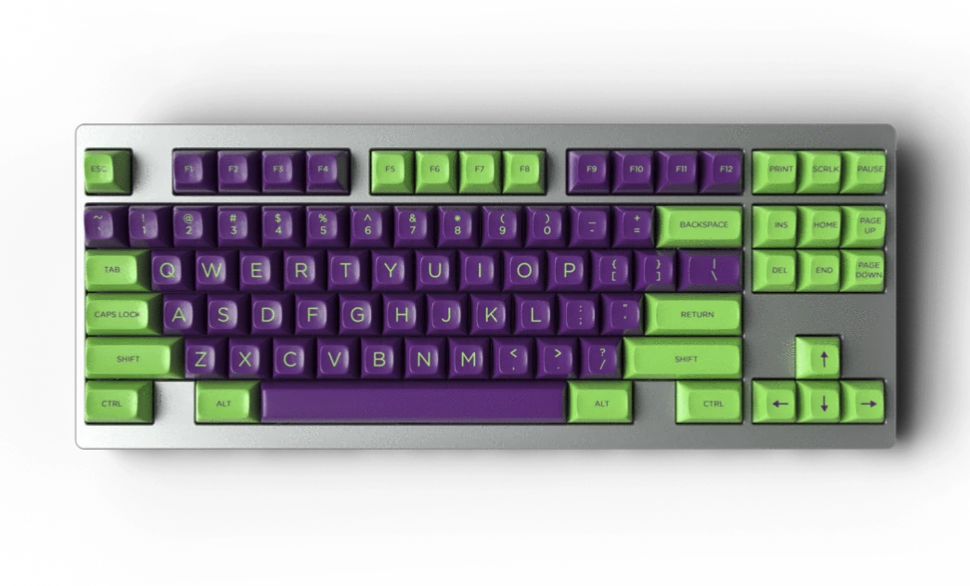 ESC F1 F2 F3 F4 F5 F6 F7 F8 F9 F10 F11 F12 PRINT SCRLK PAUSE
~ ! @ # $ % ^ & * ( ) _ +
` 1 2 3 4 5 6 7 8 9 0 - = BACKSPACE INS HOME PAGE UP
TAB Q W E R T Y U I O P { [ } ] | \ DEL END PAGE DOWN
CAPS LOCK A S D F G H J K L : ; " ' RETURN
SHIFT Z X C V B N M < , > . ? / SHIFT ↑
CTRL ALT ALT CTRL ← ↓ →